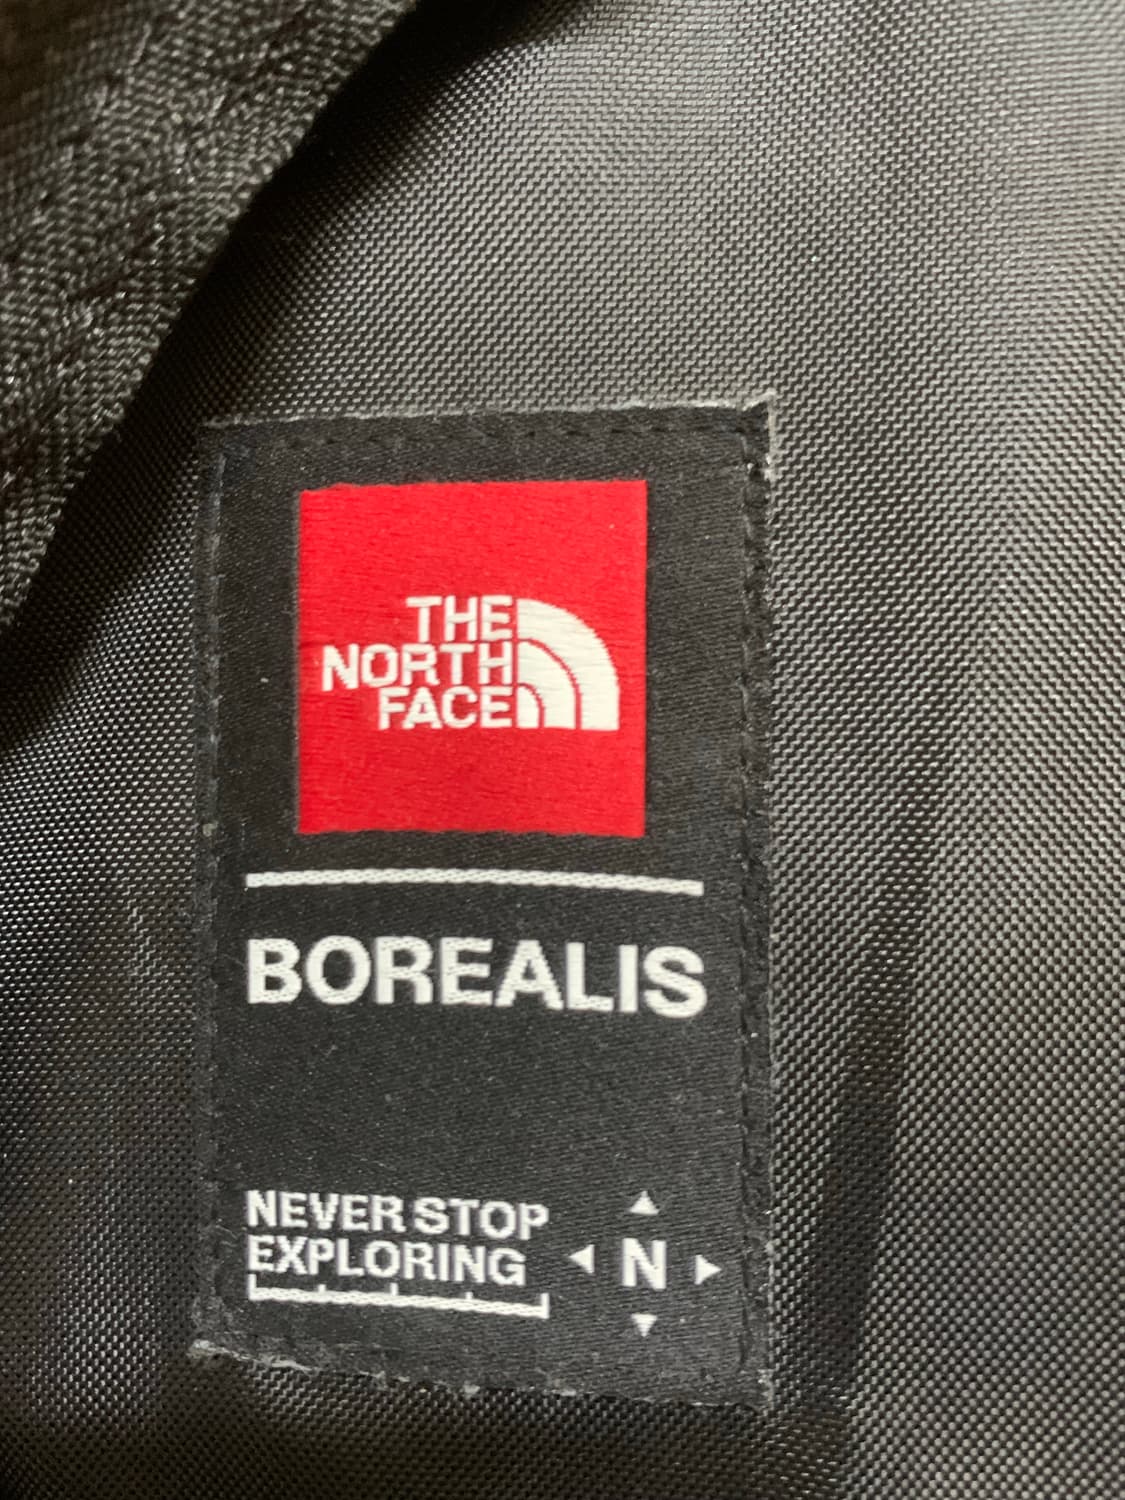 THE
NORTH
FACE
BOREALIS
NEVER STOP
EXPLORING
N